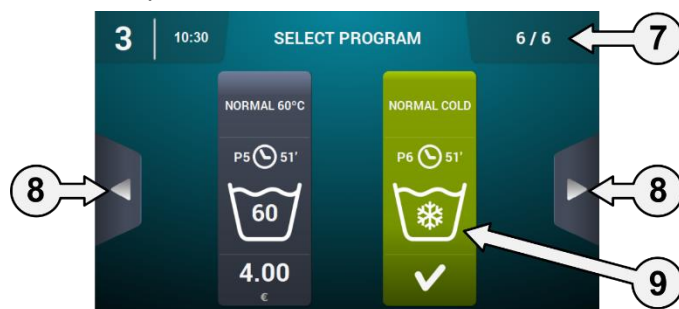 3 10:30 SELECT PROGRAM 6 / 6 7
NORMAL 60ºC NORMAL COLD
P5 51' P6 51'
8 8
60
9
4.00
€